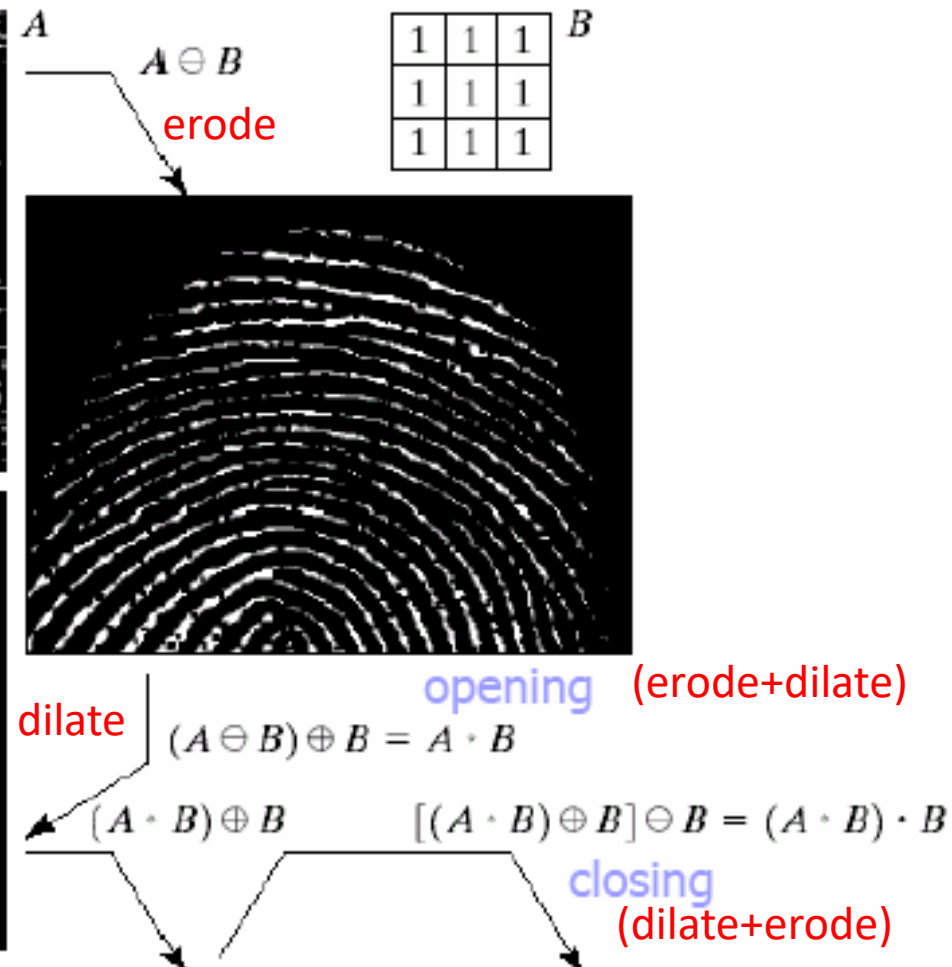 A
A ⊖ B
erode
B
1 1 1
1 1 1
1 1 1
opening (erode+dilate)
dilate
(A ⊖ B) ⊕ B = A ∘ B
(A ∘ B) ⊕ B
[(A ∘ B) ⊕ B] ⊖ B = (A ∘ B) · B
closing
(dilate+erode)